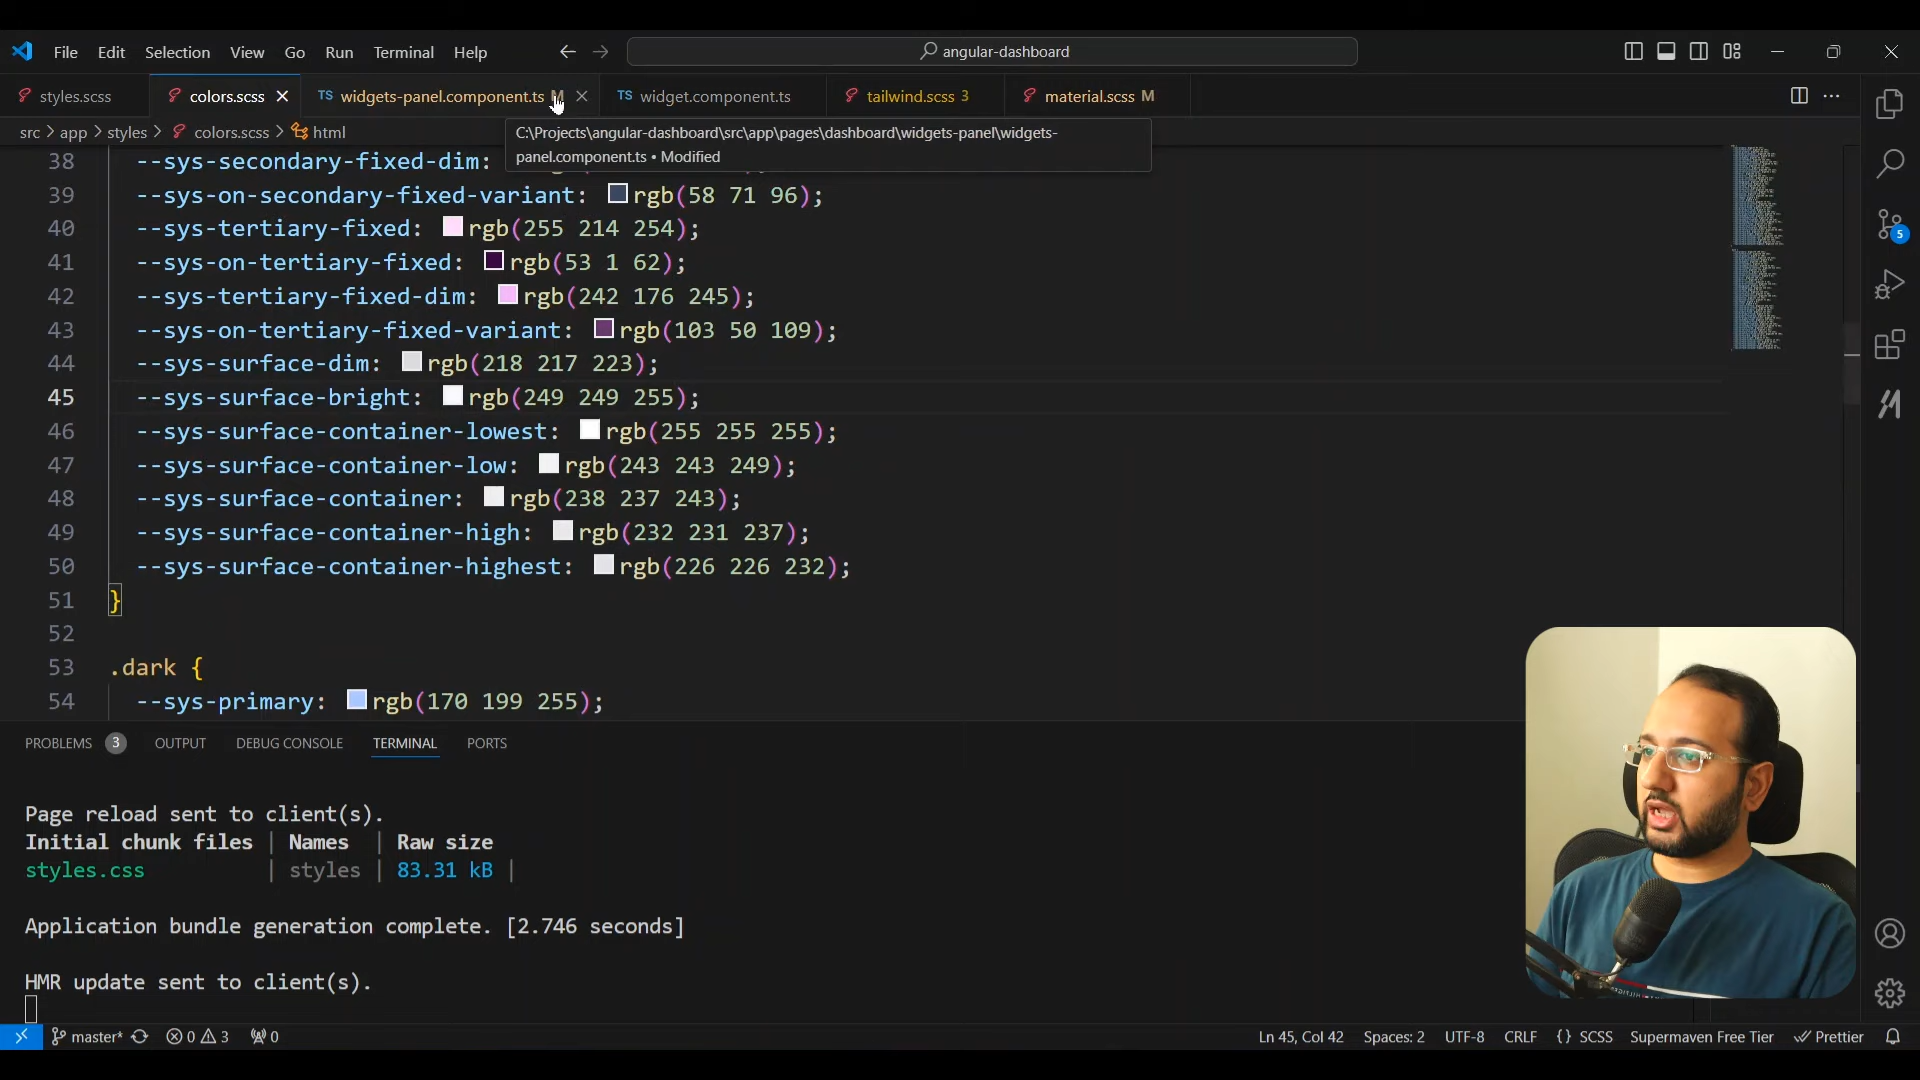 File Edit Selection View Go Run Terminal Help
angular-dashboard
styles.scss colors.scss TS widgets-panel.component.ts M TS widget.component.ts tailwind.scss 3 material.scss M
src > app > styles > colors.scss > html
C:\Projects\angular-dashboard\src\app\pages\dashboard\widgets-panel\widgets-
panel.component.ts • Modified
38 --sys-secondary-fixed-dim:
39 --sys-on-secondary-fixed-variant: rgb(58 71 96);
40 --sys-tertiary-fixed: rgb(255 214 254);
41 --sys-on-tertiary-fixed: rgb(53 1 62);
42 --sys-tertiary-fixed-dim: rgb(242 176 245);
43 --sys-on-tertiary-fixed-variant: rgb(103 50 109);
44 --sys-surface-dim: rgb(218 217 223);
45 --sys-surface-bright: rgb(249 249 255);
46 --sys-surface-container-lowest: rgb(255 255 255);
47 --sys-surface-container-low: rgb(243 243 249);
48 --sys-surface-container: rgb(238 237 243);
49 --sys-surface-container-high: rgb(232 231 237);
50 --sys-surface-container-highest: rgb(226 226 232);
51 }
52
53 .dark {
54 --sys-primary: rgb(170 199 255);
5
PROBLEMS 3 OUTPUT DEBUG CONSOLE TERMINAL PORTS
Page reload sent to client(s).
Initial chunk files | Names | Raw size
styles.css | styles | 83.31 kB |
Application bundle generation complete. [2.746 seconds]
HMR update sent to client(s).
master* 0 3 0 Ln 45, Col 42 Spaces: 2 UTF-8 CRLF {} SCSS Supermaven Free Tier Prettier